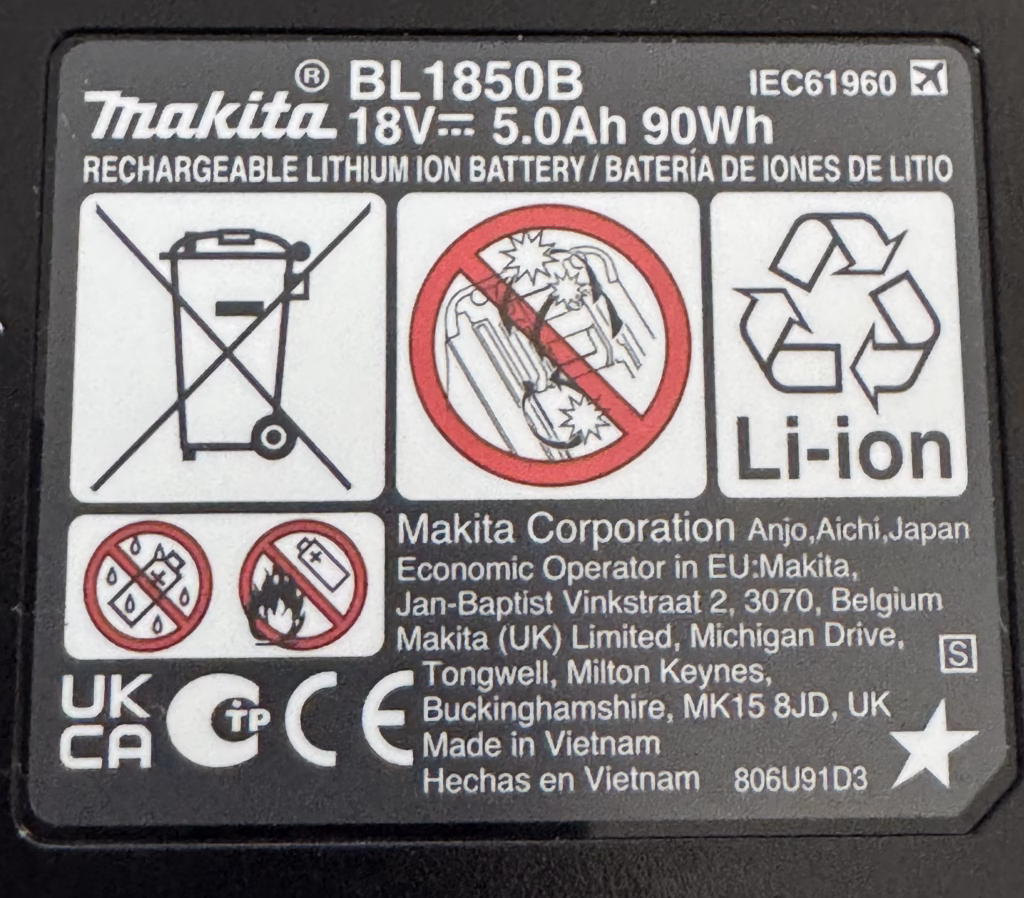 makita® BL1850B IEC61960
18V⎓ 5.0Ah 90Wh
RECHARGEABLE LITHIUM ION BATTERY / BATERÍA DE IONES DE LITIO
Li-ion
Makita Corporation Anjo,Aichi,Japan
Economic Operator in EU:Makita,
Jan-Baptist Vinkstraat 2, 3070, Belgium
Makita (UK) Limited, Michigan Drive,
Tongwell, Milton Keynes,
Buckinghamshire, MK15 8JD, UK
Made in Vietnam
Hechas en Vietnam 806U91D3
S
UK
CA
TP
CE